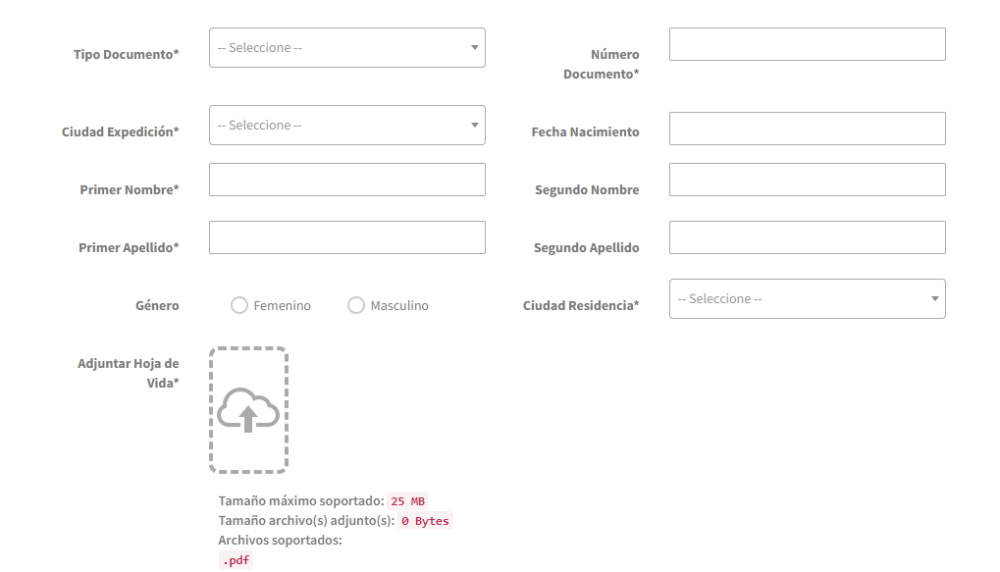 Tipo Documento*
-- Seleccione --
Número
Documento*
Ciudad Expedición*
-- Seleccione --
Fecha Nacimiento
Primer Nombre*
Segundo Nombre
Primer Apellido*
Segundo Apellido
Género
Femenino
Masculino
Ciudad Residencia*
-- Seleccione --
Adjuntar Hoja de
Vida*
Tamaño máximo soportado: 25 MB
Tamaño archivo(s) adjunto(s): 0 Bytes
Archivos soportados:
.pdf